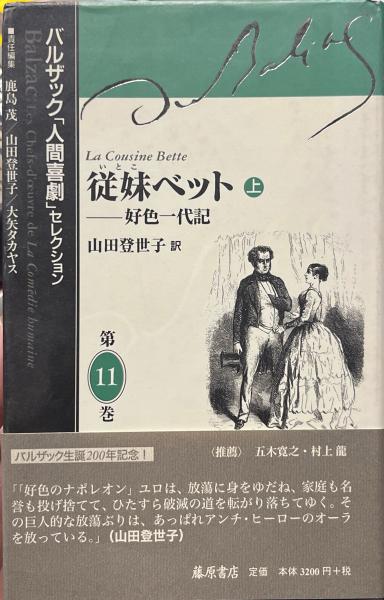 de Balzac
バルザック「人間喜劇」セレクション
Balzac: Les Chefs-d'œuvre de La Comédie humaine
■責任編集 鹿島 茂／山田登世子／大矢タカヤス
La Cousine Bette
いとこ
従妹ベット 上
——好色一代記
山田登世子 訳
第
11
巻
バルザック生誕200年記念！
〈推薦〉 五木寛之・村上 龍
「「好色のナポレオン」ユロは、放蕩に身をゆだね、家庭も名
誉も投げ捨てて、ひたすら破滅の道を転がり落ちてゆく。そ
の巨人的な放蕩ぶりは、あっぱれアンチ・ヒーローのオーラ
を放っている。」（山田登世子）
藤原書店 定価 本体3200円+税